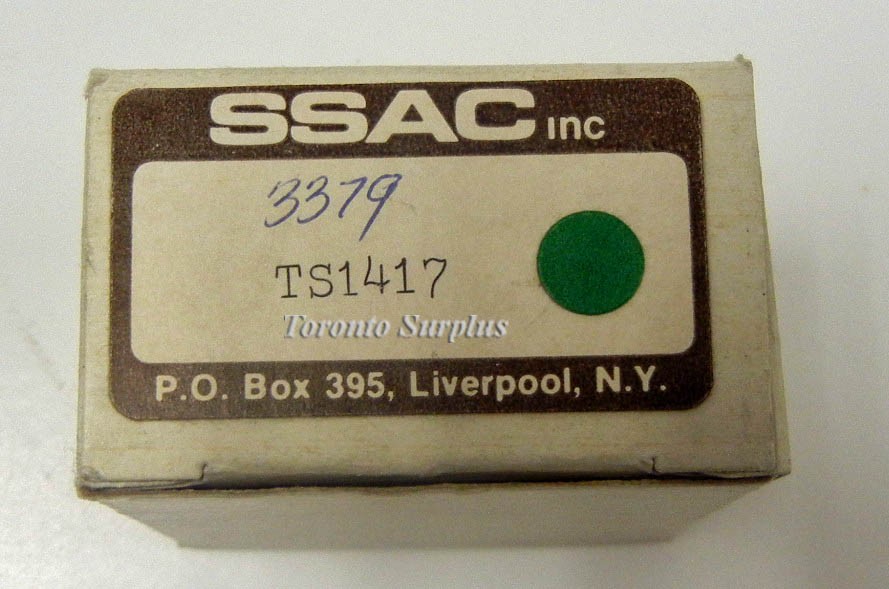 SSAC inc
3379
TS1417
Toronto Surplus
P.O. Box 395, Liverpool, N.Y.